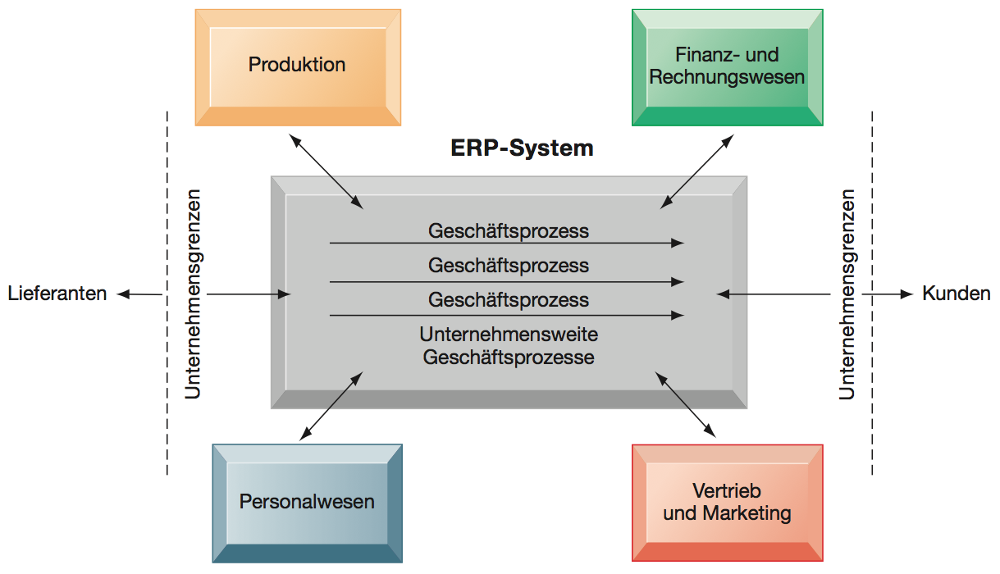 Produktion
Finanz- und
Rechnungswesen
ERP-System
Geschäftsprozess
Geschäftsprozess
Geschäftsprozess
Unternehmensweite
Geschäftsprozesse
Lieferanten
Unternehmensgrenzen
Unternehmensgrenzen
Kunden
Personalwesen
Vertrieb
und Marketing